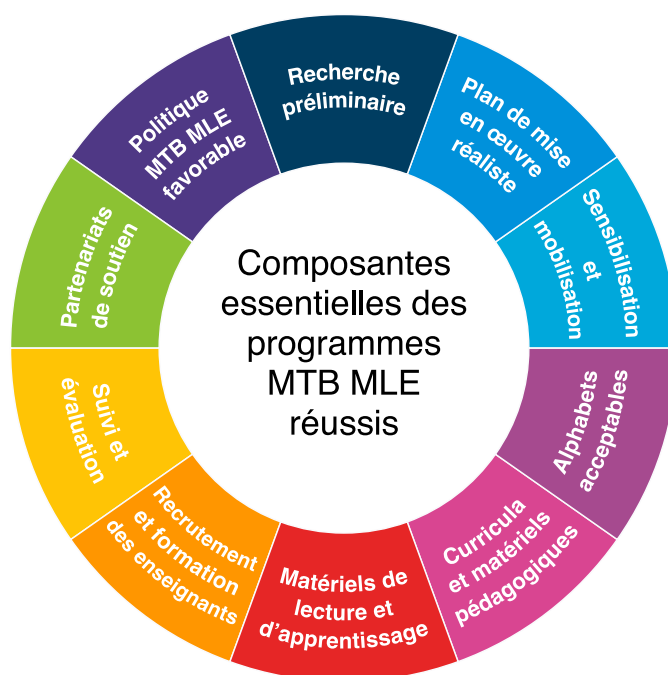 Composantes
essentielles des
programmes
MTB MLE
réussis
Recherche
préliminaire
Plan de mise
en œuvre
réaliste
Sensibilisation
et
mobilisation
Alphabets
acceptables
Curricula
et matériels
pédagogiques
Matériels de
lecture et
d’apprentissage
Recrutement
et formation
des enseignants
Suivi et
évaluation
Partenariats
de soutien
Politique
MTB MLE
favorable